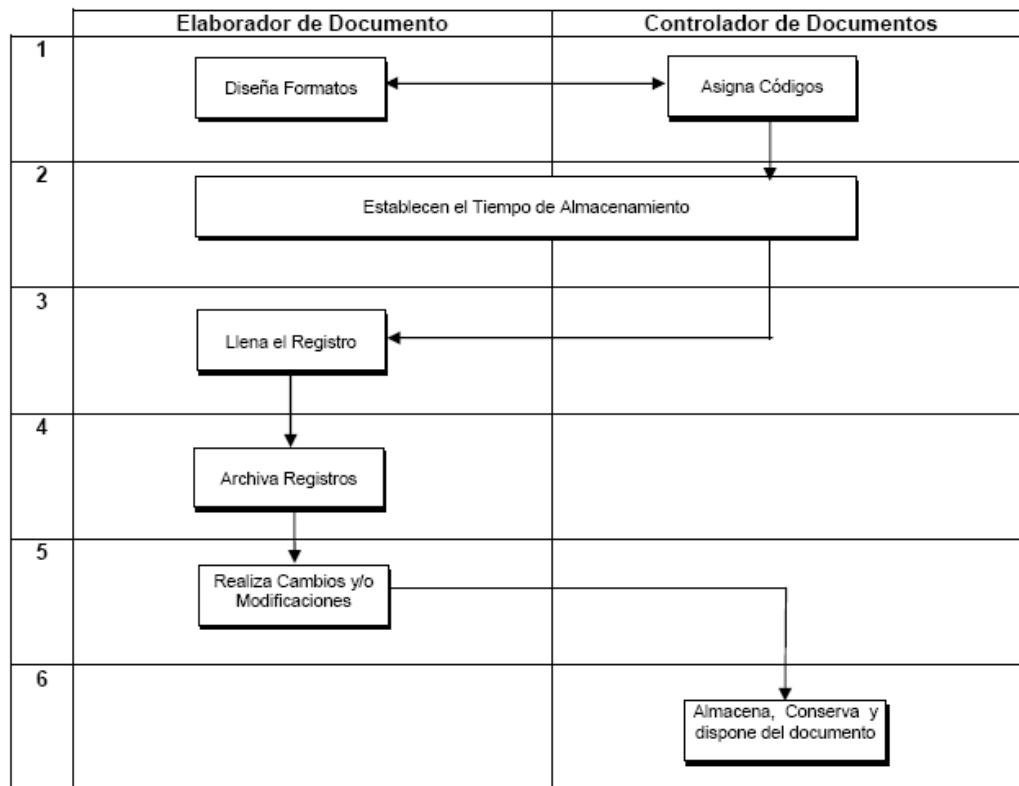 Elaborador de Documento
Controlador de Documentos
1
Diseña Formatos
Asigna Códigos
2
Establecen el Tiempo de Almacenamiento
3
Llena el Registro
4
Archiva Registros
5
Realiza Cambios y/o
Modificaciones
6
Almacena, Conserva y
dispone del documento